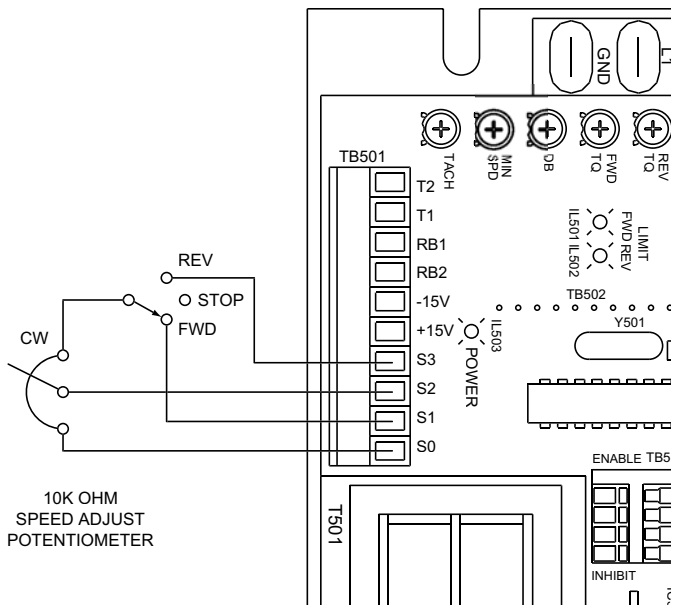 GND
L1
TB501
TACH
MIN
SPD
DB
FWD
TQ
REV
TQ
T2
T1
RB1
RB2
-15V
+15V
S3
S2
S1
S0
LIMIT
FWD REV
IL501 IL502
TB502
IL503
POWER
Y501
REV
STOP
FWD
CW
10K OHM
SPEED ADJUST
POTENTIOMETER
T501
ENABLE TB5
INHIBIT